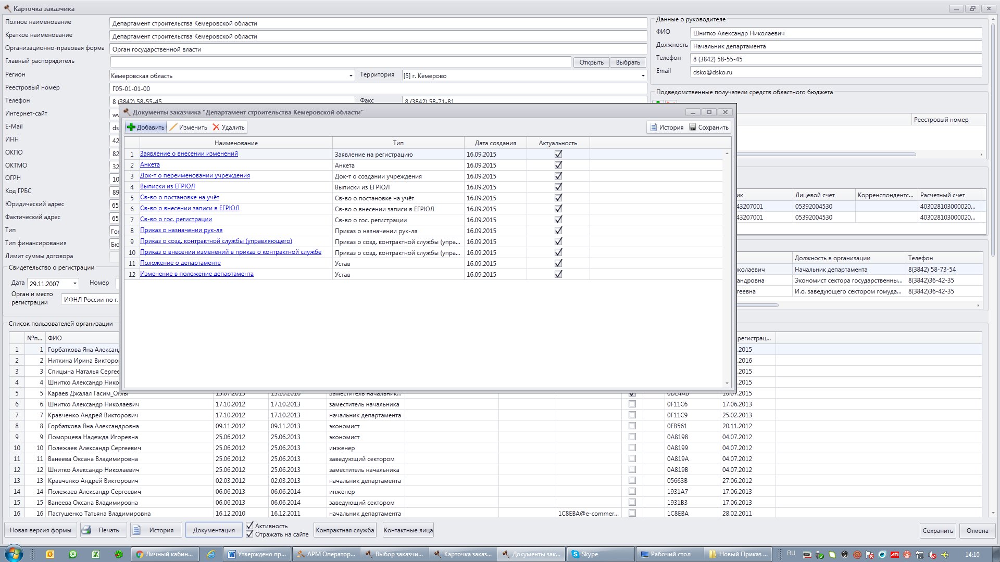 Карточка заказчика
Полное наименование Департамент строительства Кемеровской области
Краткое наименование Департамент строительства Кемеровской области
Организационно-правовая форма Орган государственной власти
Главный распорядитель Открыть Выбрать
Регион Кемеровская область Территория [5] г. Кемерово
Реестровый номер Г05-01-01-00
Телефон 8 (3842) 58-55-45 Факс 8 (3842) 58-71-81
Интернет-сайт
E-Mail ds
ИНН 42
ОКПО 82
ОКТМО 32
ОГРН 10
Код ГРБС 89
Юридический адрес 65
Фактический адрес 65
Тип Гос
Тип финансирования Бю
Лимит суммы договора
Свидетельство о регистрации
Дата 29.11.2007 Номер
Орган и место
регистрации ИФНЛ России по г.
Данные о руководителе
ФИО Шнитко Александр Николаевич
Должность Начальник департамента
Телефон 8 (3842) 58-55-45
Email dsko@dsko.ru
Подведомственные получатели средств областного бюджета
Реестровый номер
ик Лицевой счет Корреспондентс... Расчетный счет
43207001 05392004530 403028103000020...
43207001 05392004530 403028103000020...
Должность в организации Телефон
колаевич Начальник департамента 8(3842) 58-73-54
андровна Экономист сектора государственны... 8(3842)36-42-35
геевна И.о. заведующего сектором гомуда... 8(3842)36-42-35
Документы заказчика "Департамент строительства Кемеровской области"
Добавить Изменить Удалить История Сохранить
Наименование Тип Дата создания Актуальность
1 Заявление о внесении изменений Заявление на регистрацию 16.09.2015
2 Анкета Анкета 16.09.2015
3 Док-т о переименовании учреждения Док-т о создании учреждения 16.09.2015
4 Выписки из ЕГРЮЛ Выписки из ЕГРЮЛ 16.09.2015
5 Св-во о постановке на учёт Св-во о постановке на учёт 16.09.2015
6 Св-во о внесении записи в ЕГРЮЛ Св-во о внесении записи в ЕГРЮЛ 16.09.2015
7 Св-во о гос. регистрации Св-во о гос. регистрации 16.09.2015
8 Приказ о назначении рук-ля Приказ о назначении рук-ля 16.09.2015
9 Приказ о созд. контрактной службы (управляющего) Приказ о созд. контрактной службы (упра... 16.09.2015
10 Приказ о внесении изменений в приказ о контрактной службе Приказ о созд. контрактной службы (упра... 16.09.2015
11 Положение о департаменте Устав 16.09.2015
12 Изменение в положение департамента Устав 16.09.2015
Список пользователей организации
№п... ФИО регистрац...
1 1 Горбаткова Яна Александ .2015
2 2 Ниткина Ирина Викторо .2016
3 3 Спицына Наталья Сергее .2015
4 4 Шнитко Александр Нико .2015
5 5 Караев Джалал Гасим_Оглы 13.07.2015 13.10.2016 Заместитель начальник... 0DE4AB 16.07.2015
6 6 Шнитко Александр Николаевич 17.10.2012 17.10.2013 заместитель начальника 0F11C6 17.06.2013
7 7 Кравченко Андрей Викторович 17.10.2012 17.10.2013 начальник департамента 0F11C9 25.02.2013
8 8 Горбаткова Яна Александровна 09.11.2012 09.11.2013 экономист 0FB561 20.11.2012
9 9 Поморцева Надежда Игоревна 25.06.2012 25.06.2013 экономист 0A8198 04.07.2012
10 10 Полежаев Александр Сергеевич 25.06.2012 25.06.2013 инженер 0A8199 04.07.2012
11 11 Ванеева Оксана Владимировна 25.06.2012 25.06.2013 заведующий сектором 0A819A 04.07.2012
12 12 Шнитко Александр Николаевич 25.06.2012 25.06.2013 заместитель начальника 0A819B 04.07.2012
13 13 Кравченко Андрей Викторович 02.03.2012 02.03.2013 начальник департамента 05663B 27.06.2012
14 14 Полежаев Александр Сергеевич 06.06.2013 06.06.2014 инженер 1931A7 17.06.2013
15 15 Ванеева Оксана Владимировна 06.06.2013 06.06.2014 заведующий сектором 1931B3 17.06.2013
16 16 Пастушенко Татьяна Владимировна 16.12.2010 16.12.2011 начальник департамента 1C8EBA@e-commer... 1C8EBA 28.02.2011
Новая версия формы Печать История Документация Активность Отражать на сайте Контрактная служба Контактные лица Сохранить Отмена
Личный кабин... Утверждено пр... АРМ Оператор... Выбор заказчи... Карточка заказ... Документы зак... Skype Рабочий стол Новый Приказ ... RU 14:10